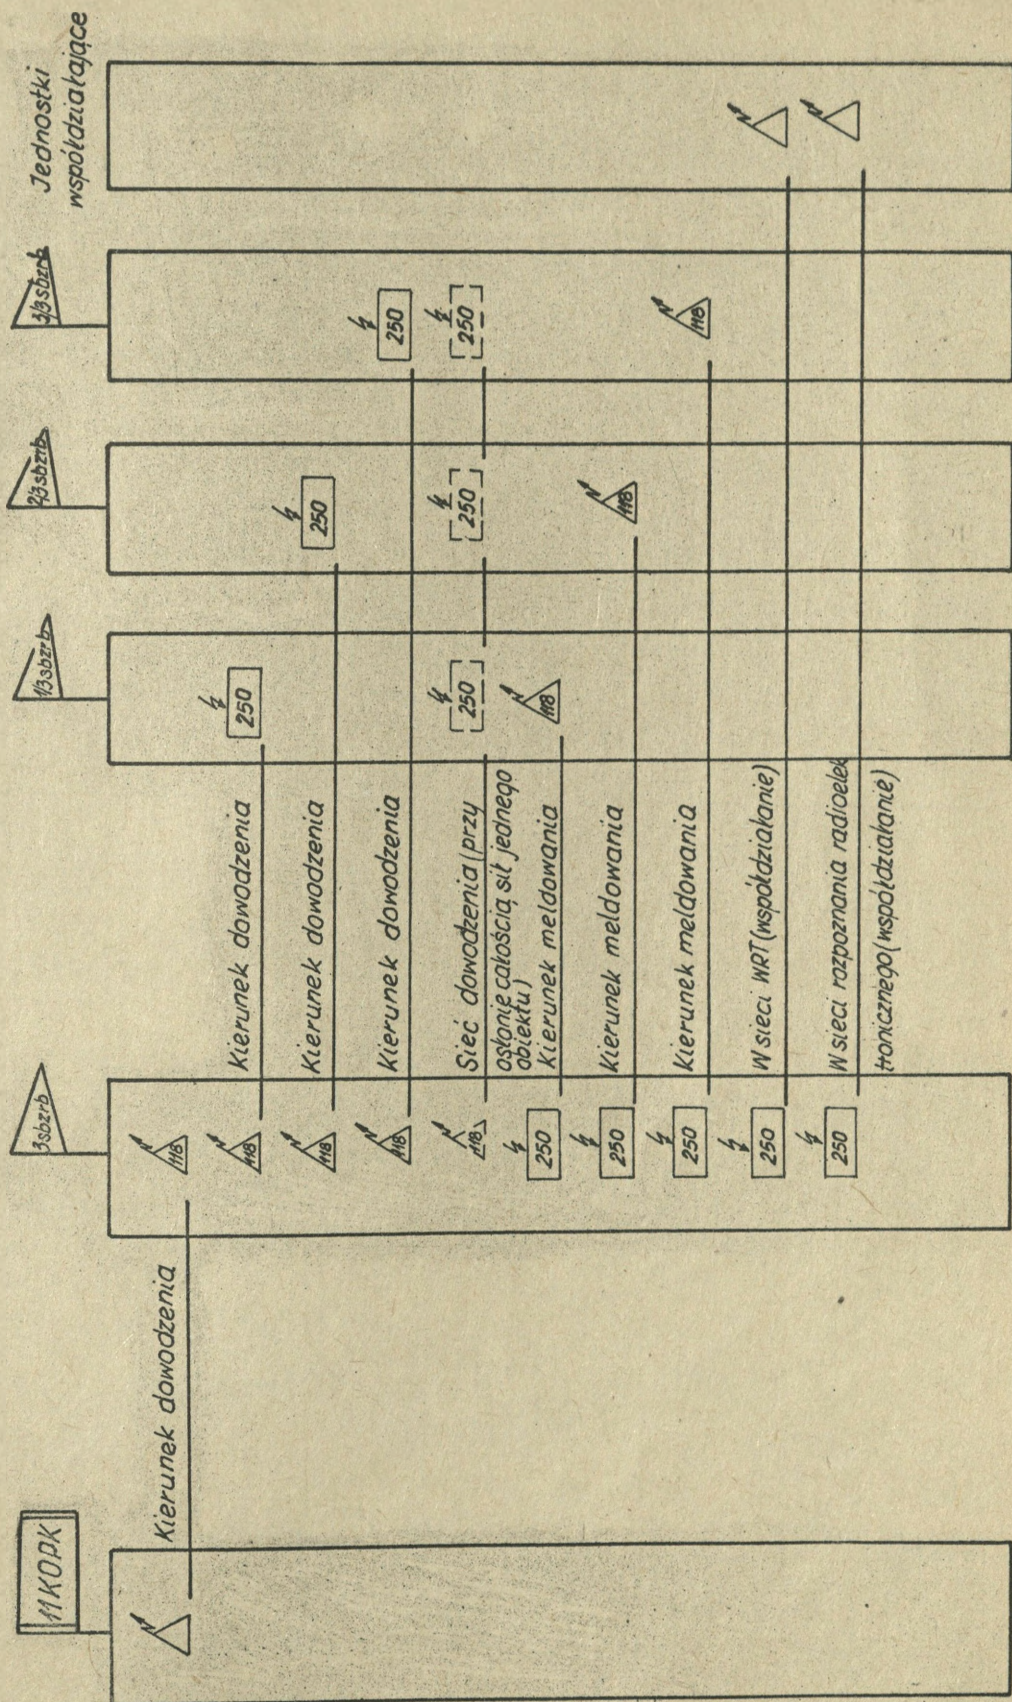 11KOPK
3sbzrb
1/3sbzrb
2/3sbzrb
3/3sbzrb
Jednostki
współdziałające
Kierunek dowodzenia
118
118
Kierunek dowodzenia
250
118
Kierunek dowodzenia
250
118
Kierunek dowodzenia
250
118
Sieć dowodzenia (przy
osłonie całością sił jednego
obiektu)
250
250
250
250
Kierunek meldowania
118
250
Kierunek meldowania
118
250
Kierunek meldowania
118
250
W sieci WRT (współdziałanie)
250
W sieci rozpoznania radioelek
tronicznego (współdziałanie)